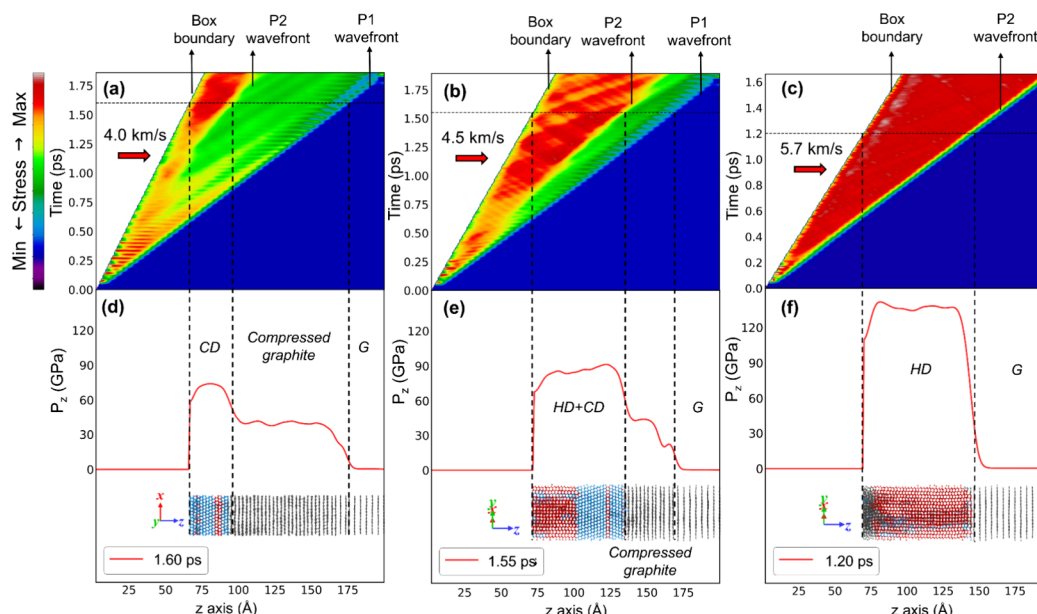 Box
boundary
P2
wavefront
P1
wavefront
Box
boundary
P2
wavefront
P1
wavefront
Box
boundary
P2
wavefront
Min ← Stress → Max
Time (ps)
1.75
1.50
1.25
1.00
0.75
0.50
0.25
0.00
(a)
4.0 km/s
Time (ps)
1.75
1.50
1.25
1.00
0.75
0.50
0.25
0.00
(b)
4.5 km/s
Time (ps)
1.6
1.4
1.2
1.0
0.8
0.6
0.4
0.2
0.0
(c)
5.7 km/s
(d)
CD
Compressed
graphite
G
P_z (GPa)
120
90
60
30
0
x
y
z
1.60 ps
25 50 75 100 125 150 175
z axis (Å)
(e)
HD+CD
G
P_z (GPa)
120
90
60
30
0
y
z
1.55 ps
Compressed
graphite
25 50 75 100 125 150 175
z axis (Å)
(f)
HD
G
P_z (GPa)
120
90
60
30
0
y
z
1.20 ps
25 50 75 100 125 150 175
z axis (Å)